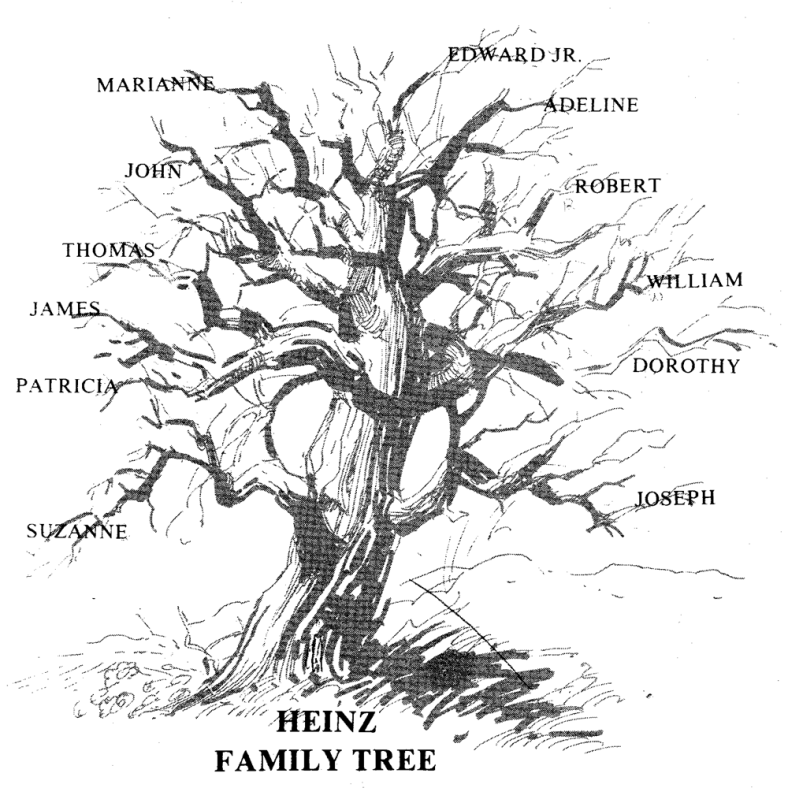 EDWARD JR.
MARIANNE
ADELINE
JOHN
ROBERT
THOMAS
WILLIAM
JAMES
DOROTHY
PATRICIA
JOSEPH
SUZANNE
HEINZ
FAMILY TREE